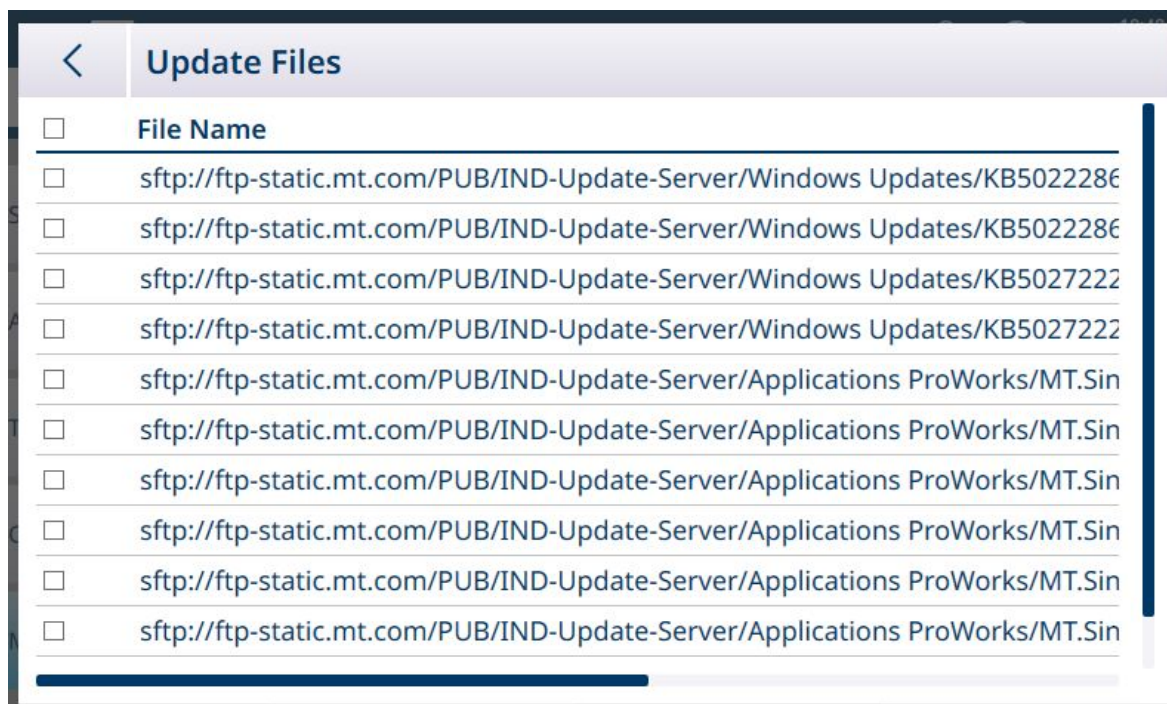 Update Files
File Name
sftp://ftp-static.mt.com/PUB/IND-Update-Server/Windows Updates/KB5022286
sftp://ftp-static.mt.com/PUB/IND-Update-Server/Windows Updates/KB5022286
sftp://ftp-static.mt.com/PUB/IND-Update-Server/Windows Updates/KB5027222
sftp://ftp-static.mt.com/PUB/IND-Update-Server/Windows Updates/KB5027222
sftp://ftp-static.mt.com/PUB/IND-Update-Server/Applications ProWorks/MT.Sin
sftp://ftp-static.mt.com/PUB/IND-Update-Server/Applications ProWorks/MT.Sin
sftp://ftp-static.mt.com/PUB/IND-Update-Server/Applications ProWorks/MT.Sin
sftp://ftp-static.mt.com/PUB/IND-Update-Server/Applications ProWorks/MT.Sin
sftp://ftp-static.mt.com/PUB/IND-Update-Server/Applications ProWorks/MT.Sin
sftp://ftp-static.mt.com/PUB/IND-Update-Server/Applications ProWorks/MT.Sin